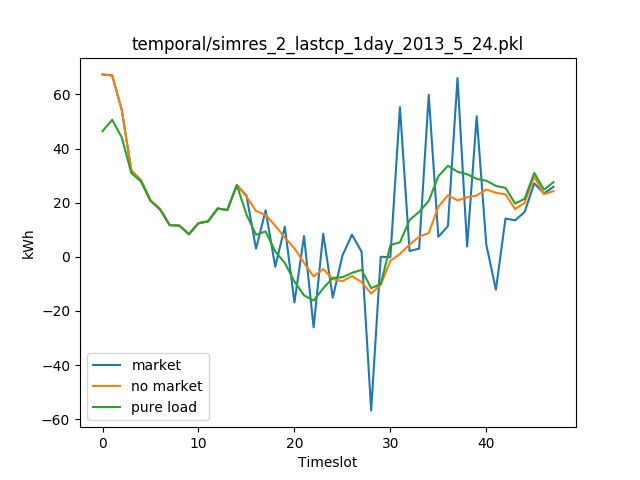 temporal/simres_2_lastcp_1day_2013_5_24.pkl
60
40
20
0
−20
−40
−60
kWh
market
no market
pure load
0 10 20 30 40
Timeslot